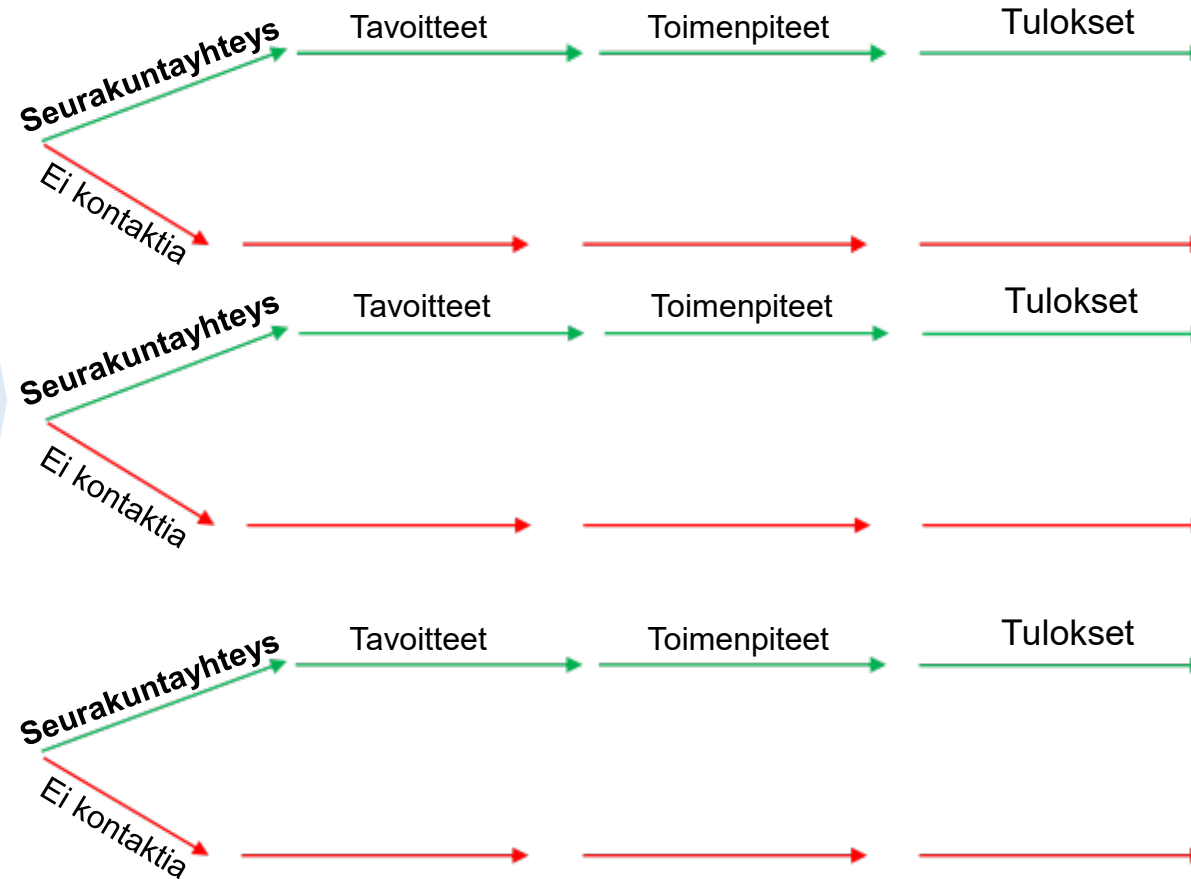 Seurakuntayhteys
Tavoitteet
Toimenpiteet
Tulokset
Ei kontaktia
Seurakuntayhteys
Tavoitteet
Toimenpiteet
Tulokset
Ei kontaktia
Seurakuntayhteys
Tavoitteet
Toimenpiteet
Tulokset
Ei kontaktia